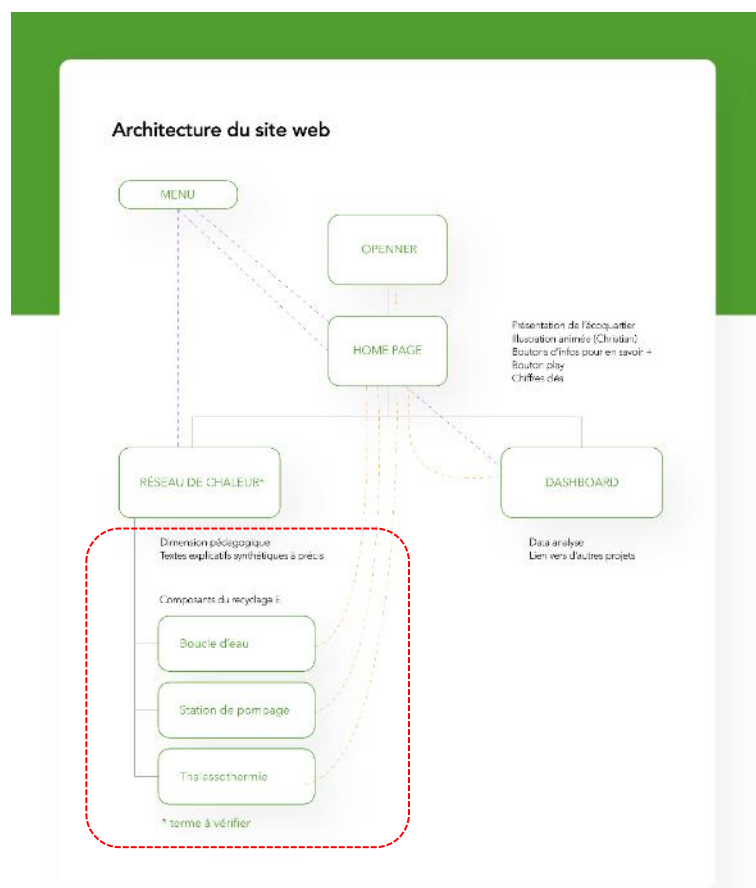 Architecture du site web
MENU
OPENNER
HOME PAGE
Présentation de l'écoquartier
Illustration animée (Christian)
Boutons d'infos pour en savoir +
Bouton play
Chiffres clés
RÉSEAU DE CHALEUR*
DASHBOARD
Dimension pédagogique
Textes explicatifs synthétiques à précis
Data analyse
Lien vers d'autres projets
Composants du recyclage E
Boucle d'eau
Station de pompage
Thalassothermie
* terme à vérifier